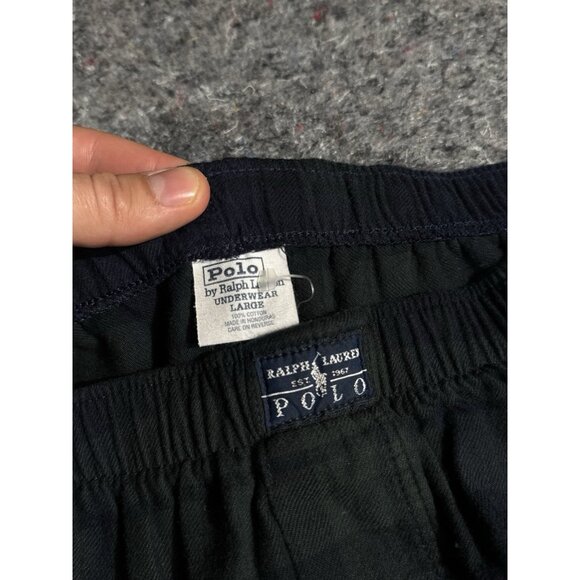 Polo
by Ralph Lauren
UNDERWEAR
LARGE
100% COTTON
MADE IN HONDURAS
CARE ON REVERSE
RALPH LAUREN
EST. 1967
POLO